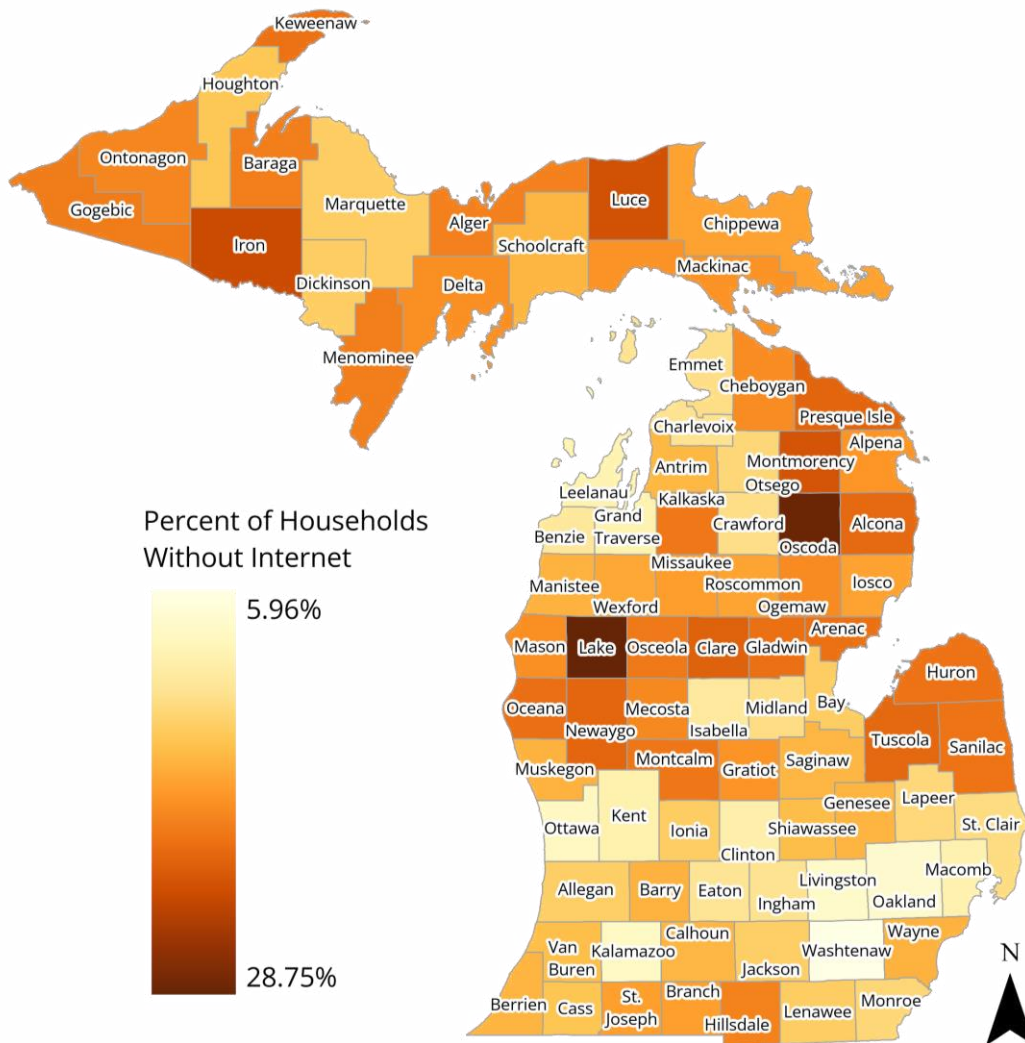 Keweenaw
Houghton
Ontonagon
Baraga
Gogebic
Marquette
Alger
Luce
Iron
Schoolcraft
Chippewa
Dickinson
Delta
Mackinac
Menominee
Emmet
Cheboygan
Charlevoix
Presque Isle
Antrim
Montmorency
Alpena
Otsego
Leelanau
Kalkaska
Grand
Traverse
Benzie
Crawford
Oscoda
Alcona
Missaukee
Manistee
Roscommon
Iosco
Wexford
Ogemaw
Arenac
Mason
Lake
Osceola
Clare
Gladwin
Huron
Oceana
Newaygo
Mecosta
Isabella
Midland
Bay
Tuscola
Sanilac
Muskegon
Montcalm
Gratiot
Saginaw
Genesee
Lapeer
Ottawa
Kent
Ionia
Clinton
Shiawassee
St. Clair
Livingston
Macomb
Allegan
Barry
Eaton
Ingham
Oakland
Van
Buren
Kalamazoo
Calhoun
Jackson
Washtenaw
Wayne
Berrien
Cass
St.
Joseph
Branch
Hillsdale
Lenawee
Monroe
Percent of Households
Without Internet
5.96%
28.75%
N